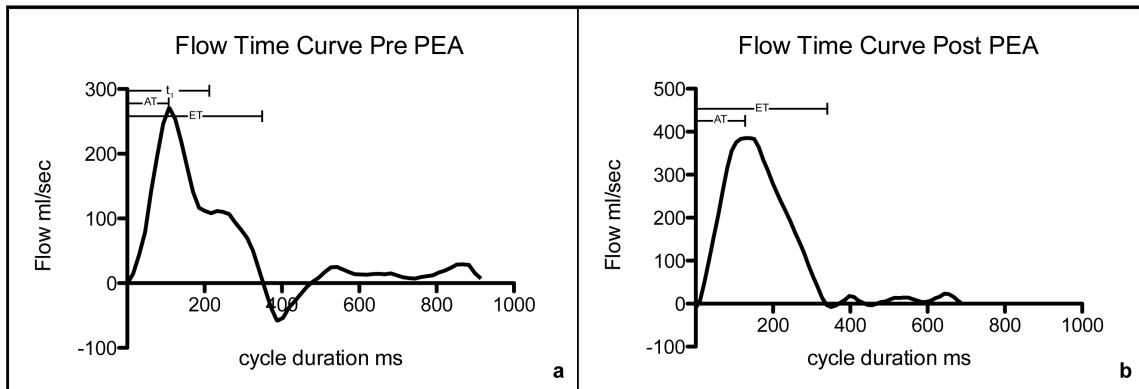 Flow Time Curve Pre PEA
300
200
100
0
-100
t1
AT
ET
200
400
600
800
1000
Flow ml/sec
cycle duration ms
a
Flow Time Curve Post PEA
500
400
300
200
100
0
-100
ET
AT
200
400
600
800
1000
Flow ml/sec
cycle duration ms
b